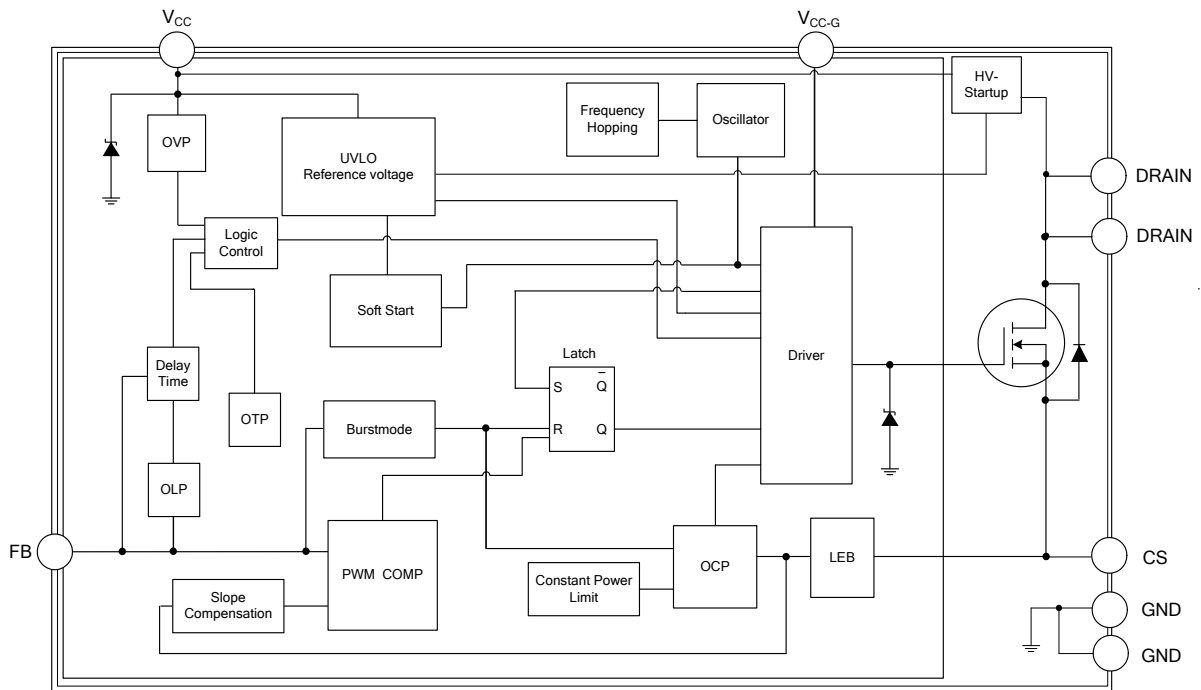 VCC
VCC-G
HV-
Startup
Frequency
Hopping
Oscillator
OVP
UVLO
Reference voltage
DRAIN
DRAIN
Logic
Control
Soft Start
Latch
Driver
Delay
Time
S
Q̅
OTP
Burstmode
R
Q
OLP
FB
PWM COMP
OCP
LEB
CS
Constant Power
Limit
Slope
Compensation
GND
GND